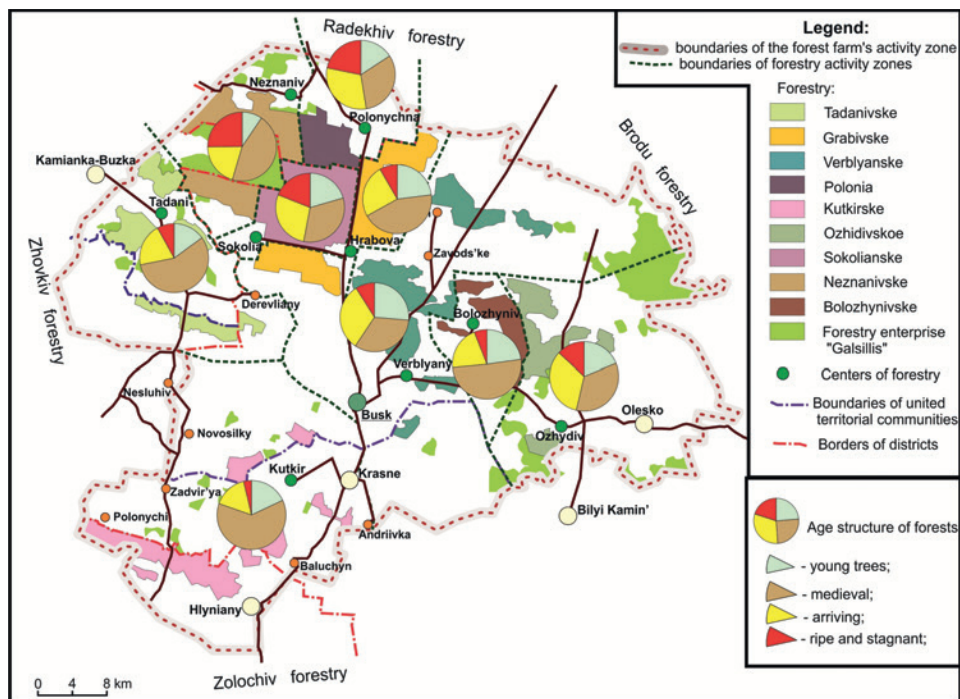 Radekhiv forestry
Neznaniv
Polonychna
Kamianka-Buzka
Brodu forestry
Tadani
Sokolia
Hrabova
Zavods'ke
Zhovkiv forestry
Derevliany
Bolozhyniv
Verblyany
Nesluhiv
Busk
Olesko
Novosilky
Ozhydiv
Kutkir
Krasne
Zadvir'ya
Polonychi
Andriivka
Bilyi Kamin'
Baluchyn
Hlyniany
0 4 8 km
Zolochiv forestry
Legend:
boundaries of the forest farm's activity zone
boundaries of forestry activity zones
Forestry:
Tadanivske
Grabivske
Verblyanske
Polonia
Kutkirske
Ozhidivskoe
Sokolianske
Neznanivske
Bolozhynivske
Forestry enterprise
"Galsillis"
Centers of forestry
Boundaries of united
territorial communities
Borders of districts
Age structure of forests
- young trees;
- medieval;
- arriving;
- ripe and stagnant;